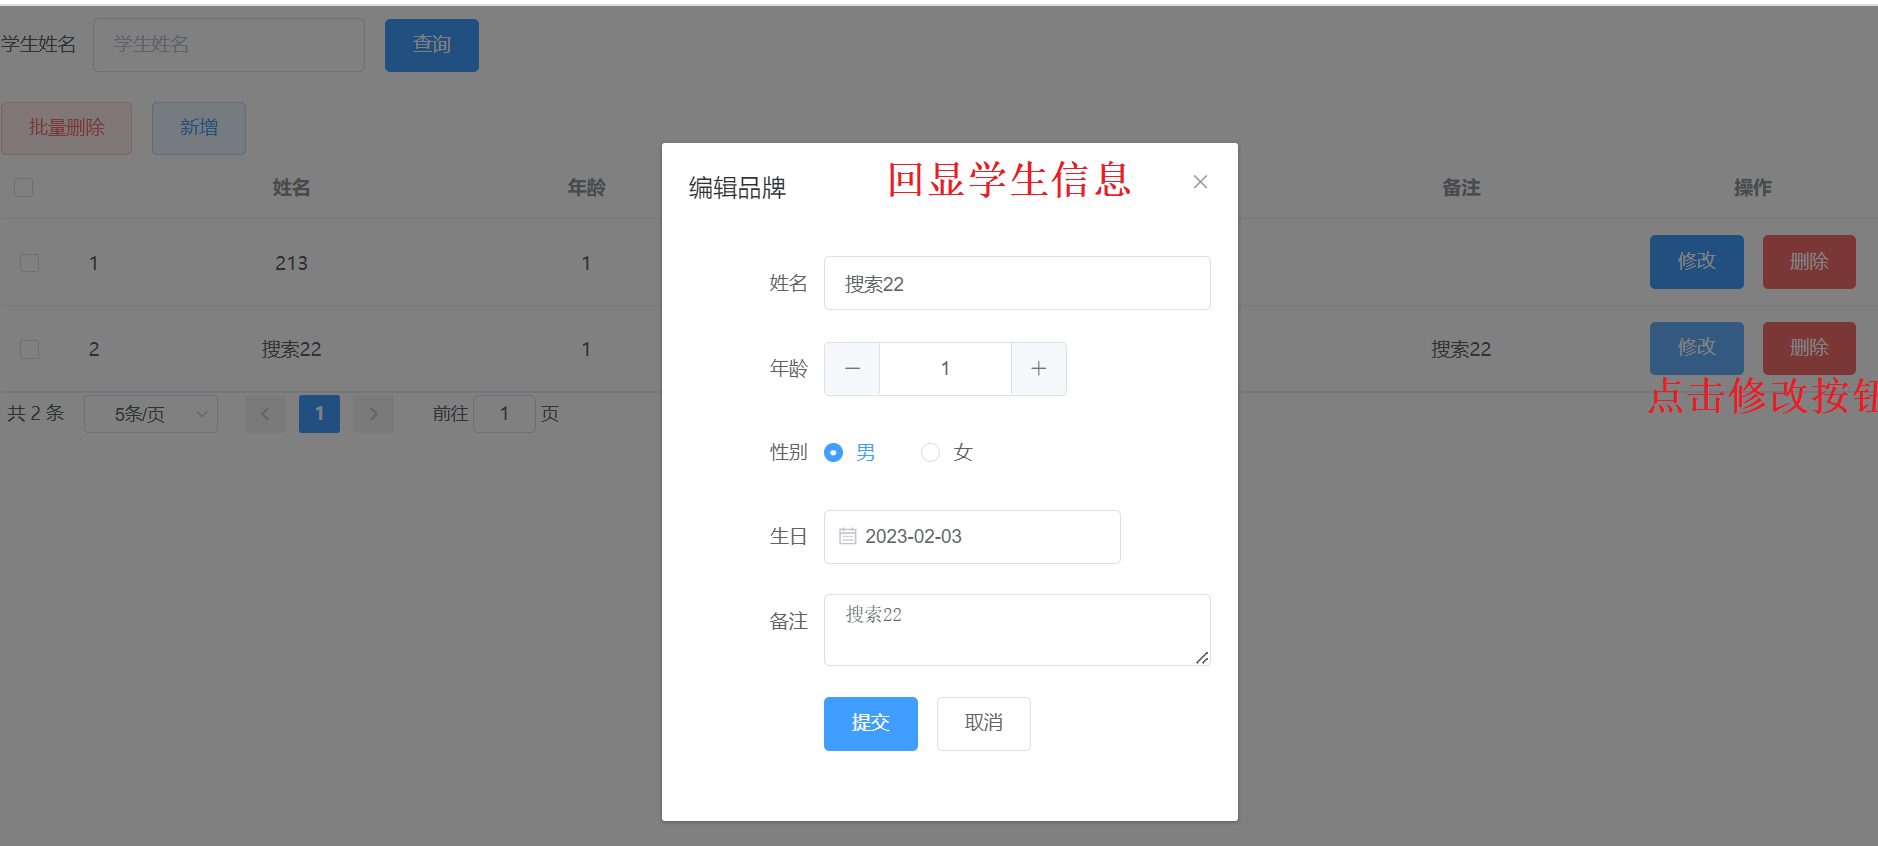 学生姓名 学生姓名 查询
批量删除 新增
姓名 年龄 备注 操作
1 213 1 修改 删除
2 搜索22 1 搜索22 修改 删除
点击修改按钮
共 2 条 5条/页 1 前往 1 页
编辑品牌 回显学生信息
姓名 搜索22
年龄 1
性别 男 女
生日 2023-02-03
备注 搜索22
提交 取消